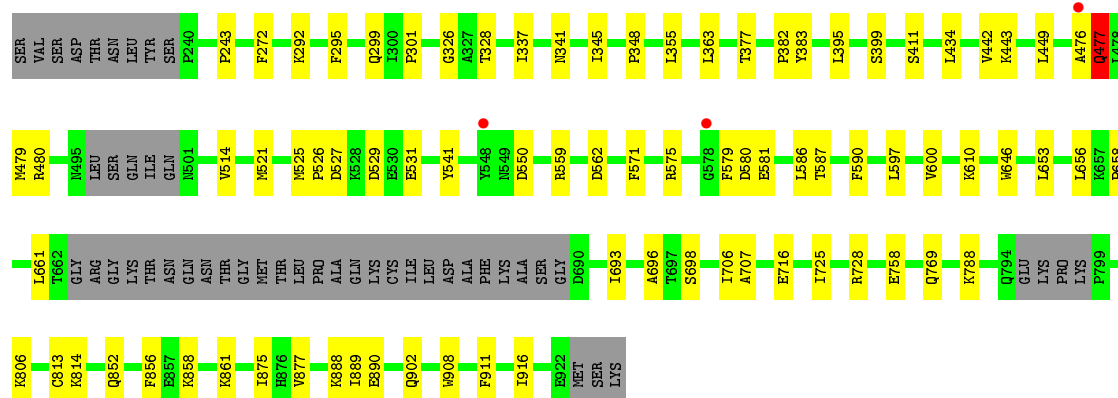 SER VAL SER ASP THR ASN LEU TYR SER P240 P243 F272 K292 F295 Q299 I300 P301 G326 A327 T328 I337 N341 I345 P348 L355 L363 T377 P382 Y383 L395 S399 S411 L434 V442 K443 L449 A476 Q477 L478
M479 R480 N495 LEU SER GLN ILE GLN N501 V514 M521 M525 P526 D527 K528 D529 E530 E531 Y541 Y548 N549 D550 R559 D562 F571 R575 G578 F579 D580 E581 L586 T587 F590 L597 V600 K610 W646 L653 L656 K657
L661 T662 GLY ARG GLY LYS THR ASN GLN ASN THR GLY MET THR LEU PRO ALA GLN LYS CYS ILE LEU ASP ALA PHE LYS ALA SER GLY D690 I693 A696 T697 S698 I706 A707 E716 I725 R728 E758 Q769 K788 Q794 GLU LYS PRO LYS P799
K806 C813 K814 Q852 F856 E857 K858 K861 I875 H876 V877 K888 I889 E890 Q902 W908 F911 I916 E922 MET SER LYS